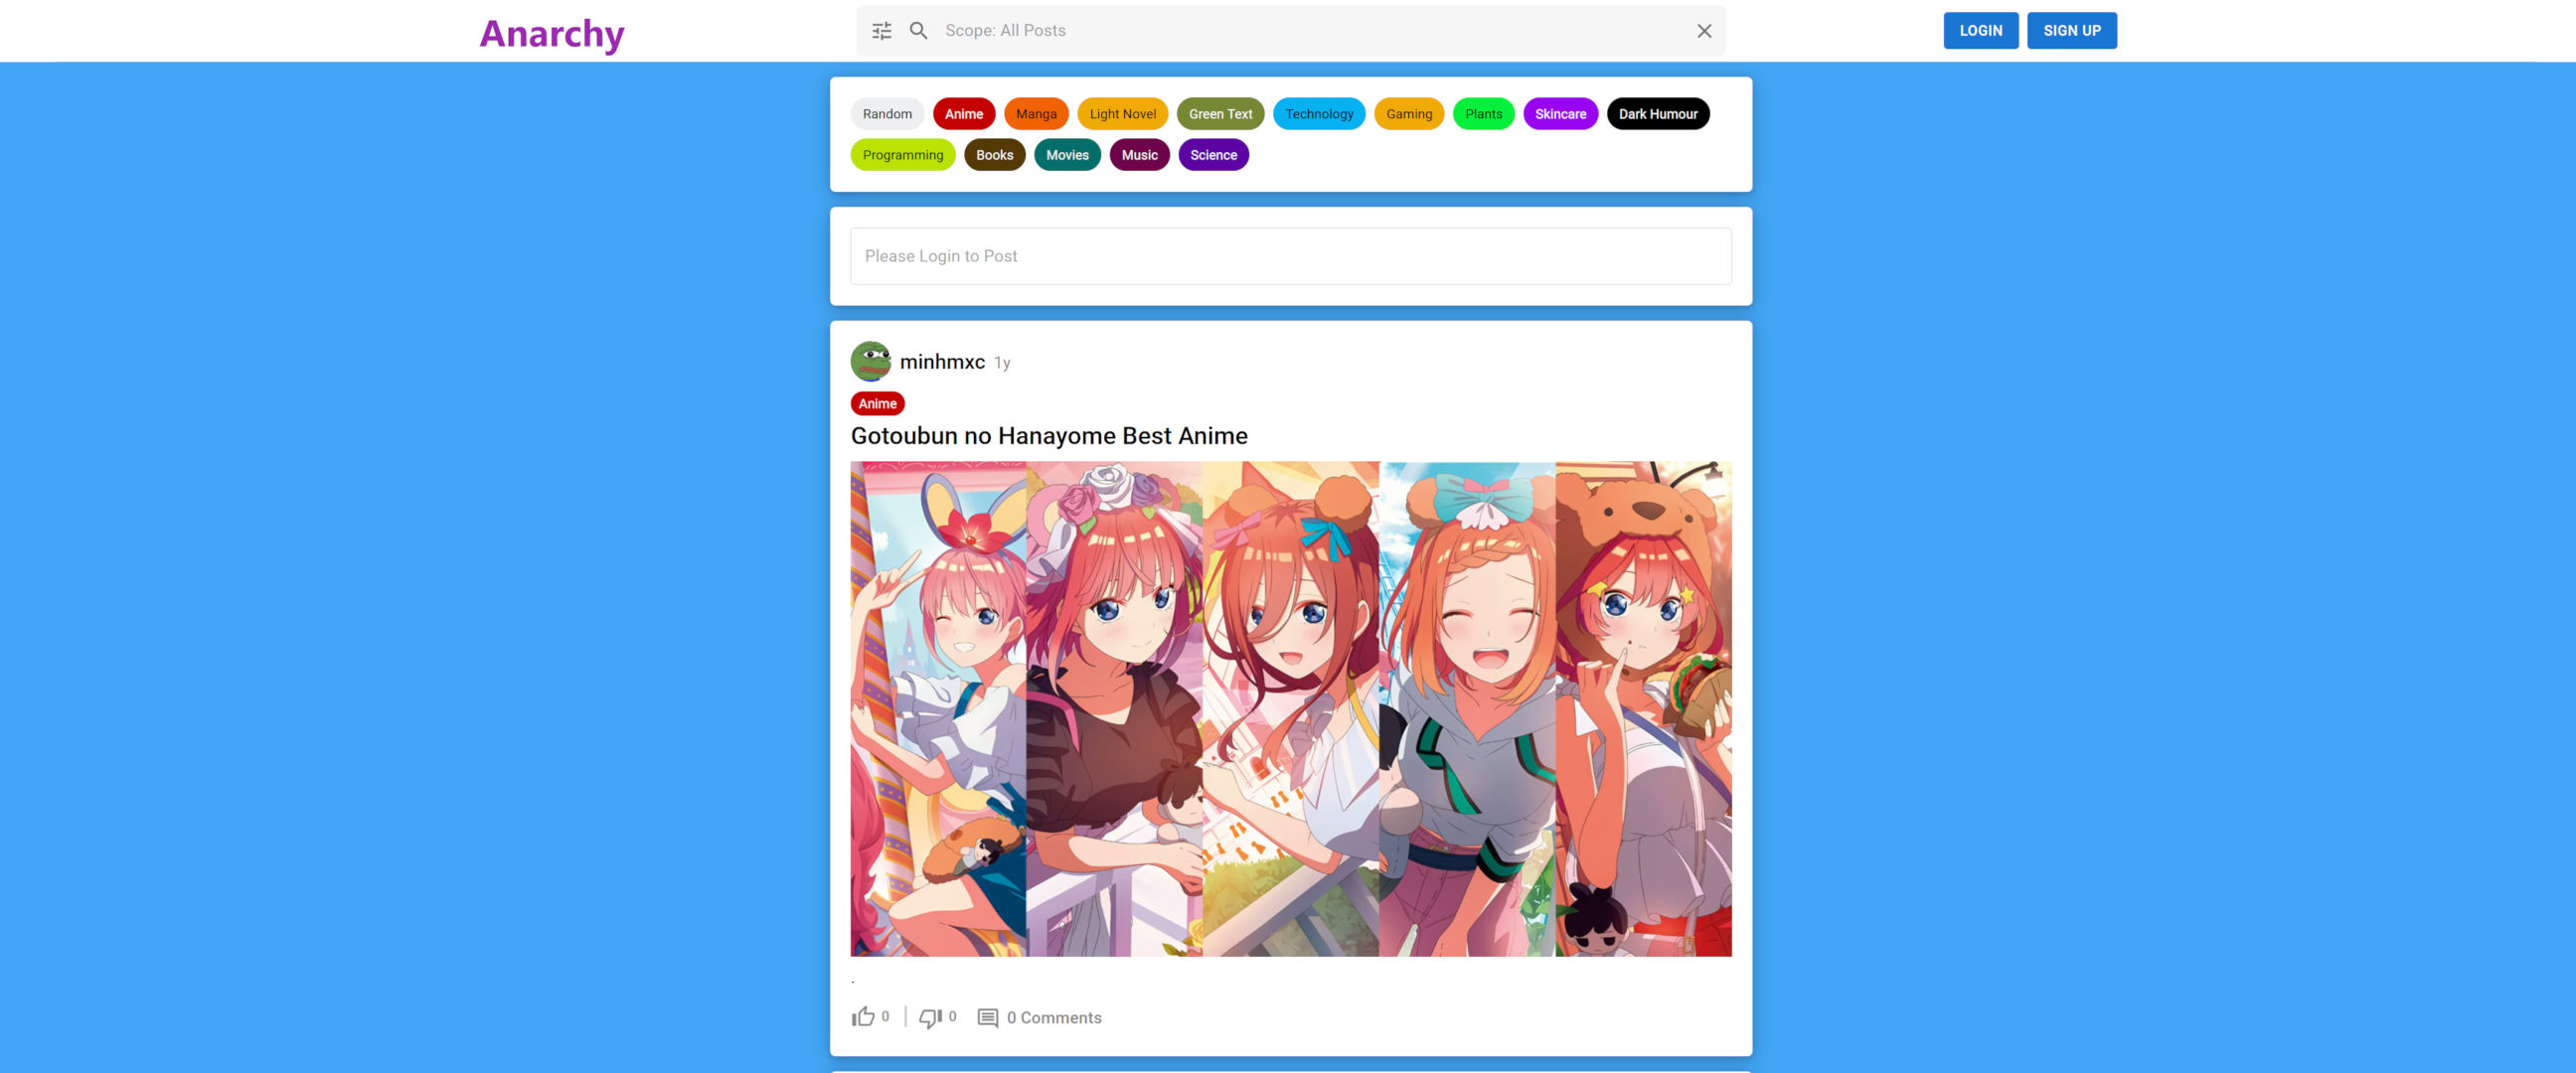 Anarchy
Scope: All Posts
LOGIN
SIGN UP
Random Anime Manga Light Novel Green Text Technology Gaming Plants Skincare Dark Humour
Programming Books Movies Music Science
Please Login to Post
minhmxc 1y
Anime
Gotoubun no Hanayome Best Anime
.
0 0 0 Comments